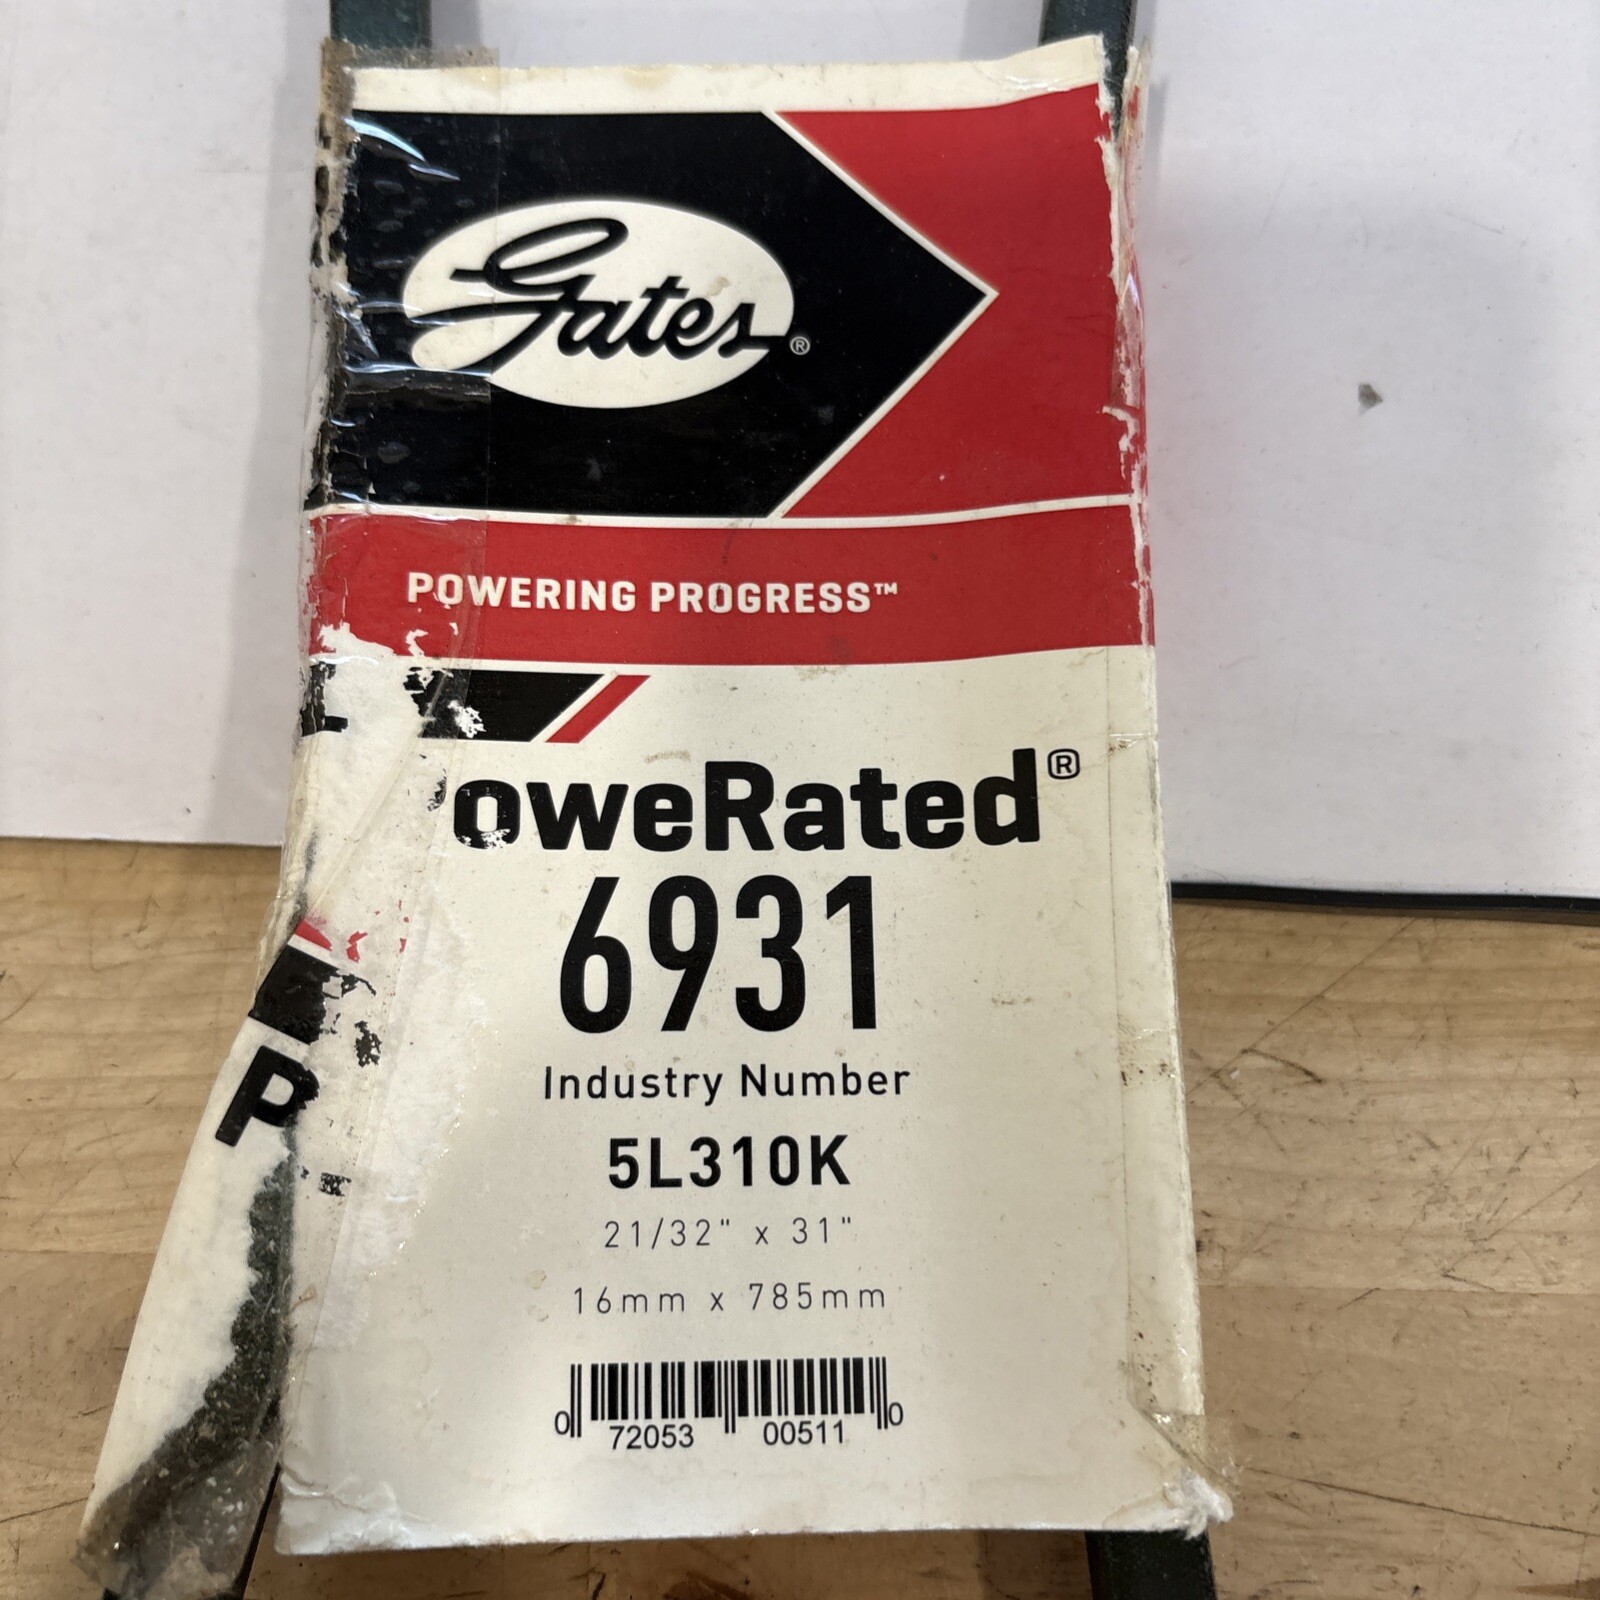 Gates®
POWERING PROGRESS™
oweRated®
6931
P
Industry Number
5L310K
21/32" x 31"
16mm x 785mm
0 72053 00511 0